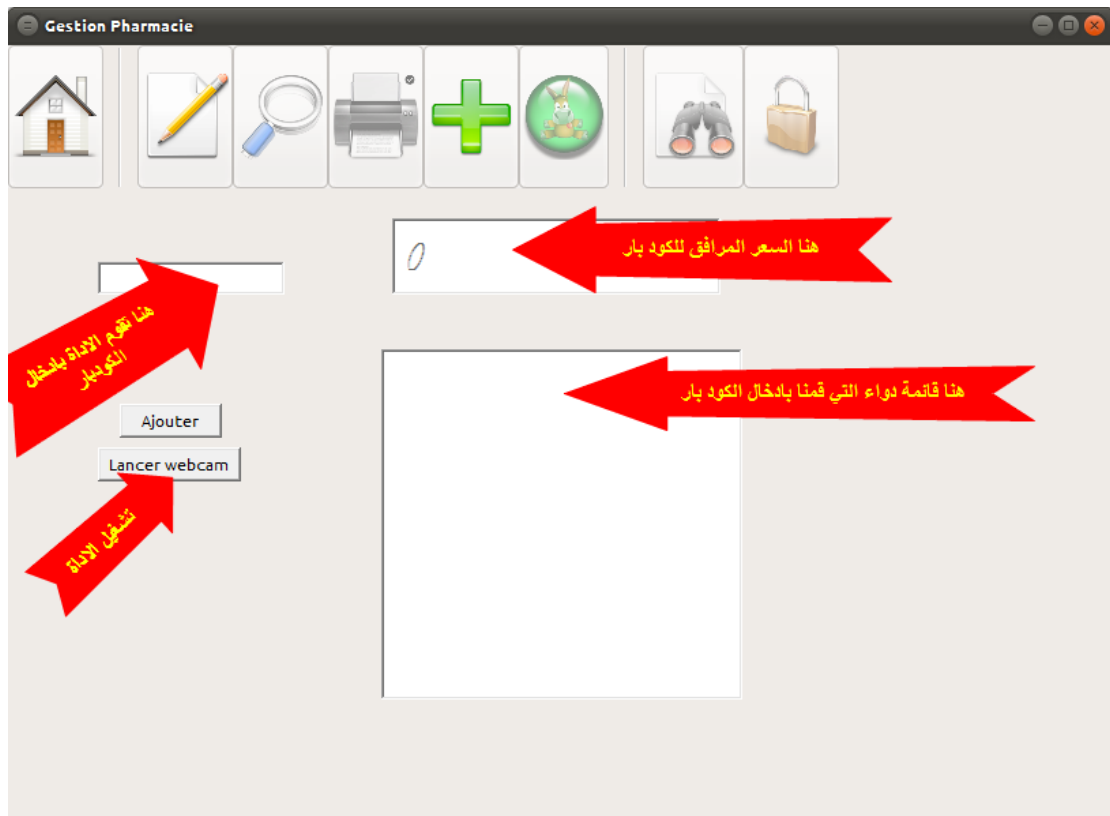 Gestion Pharmacie
هنا السعر المرافق للكود بار
0
هنا تقوم الاداة بادخال
الكودبار
هنا قائمة دواء التي قمنا بادخال الكود بار
Ajouter
Lancer webcam
تشغيل الاداة